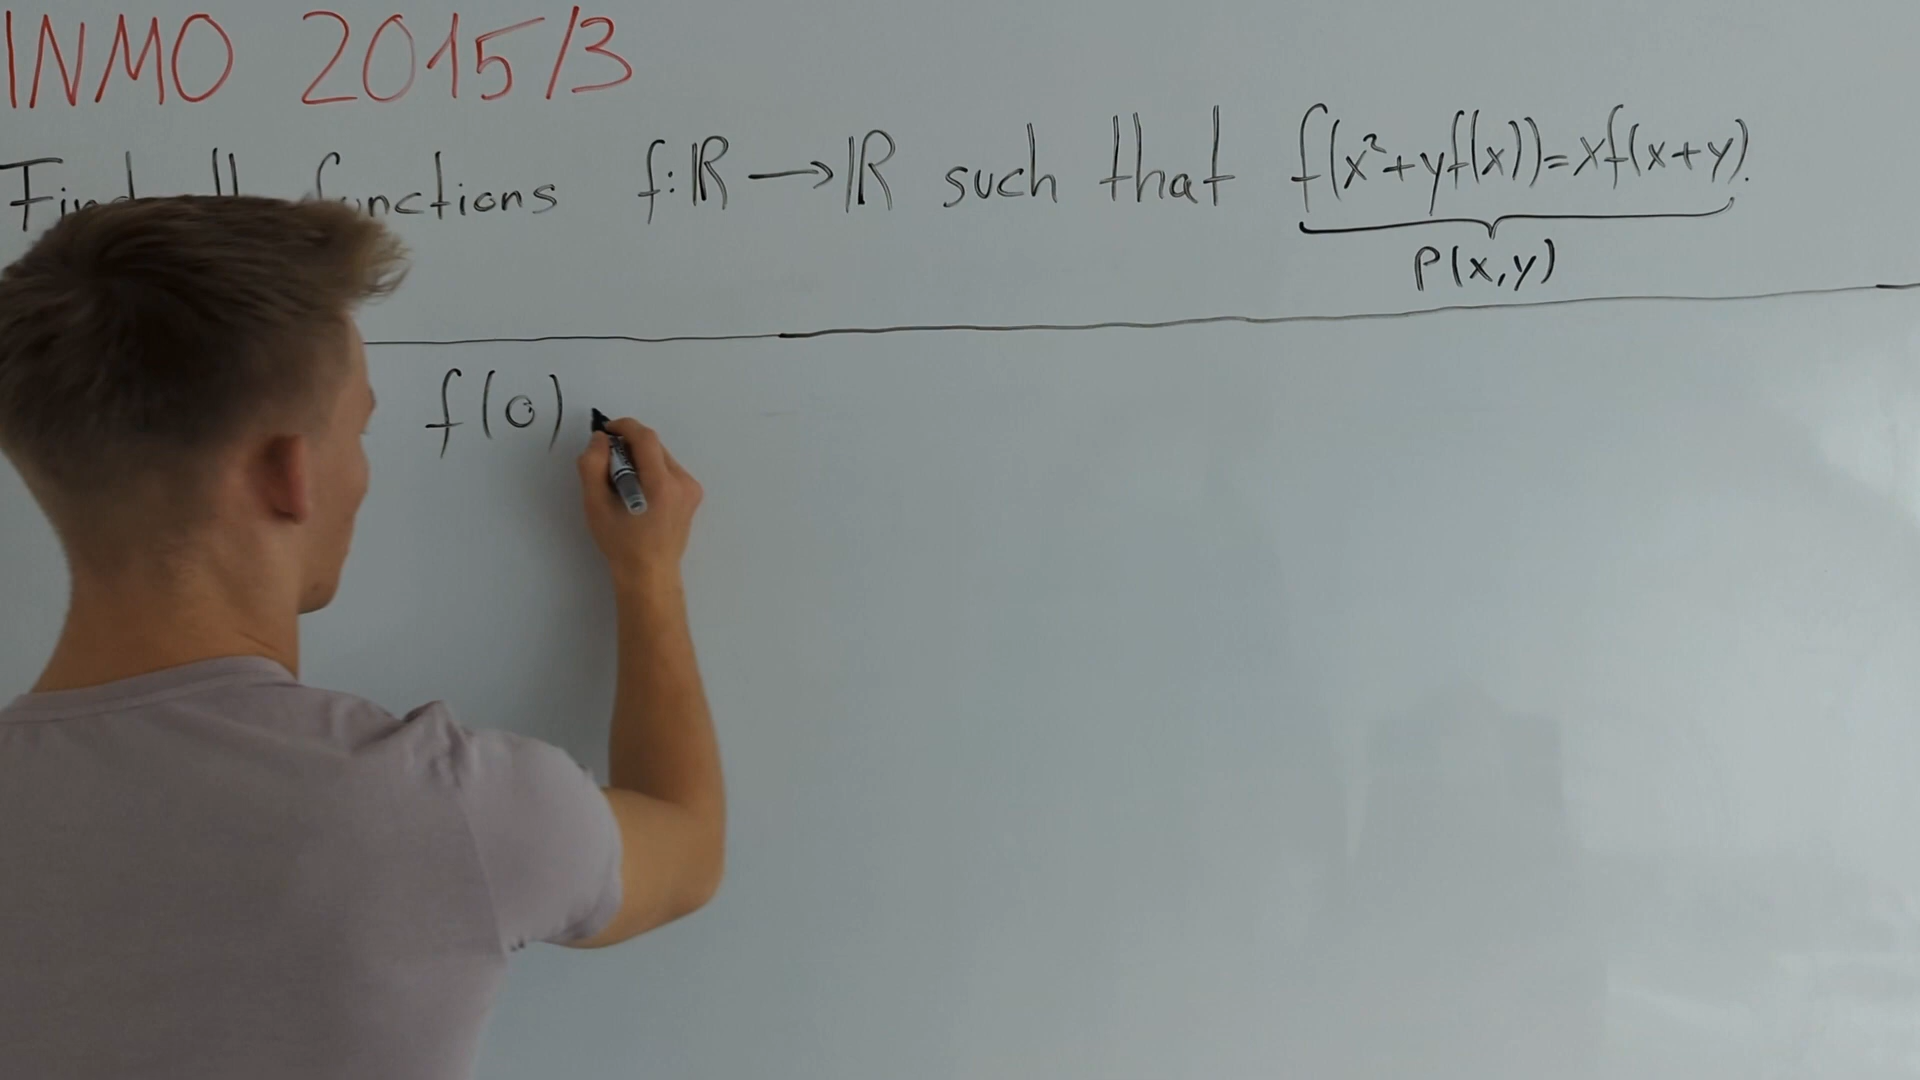 INMO 2015/3
functions f:ℝ→ℝ such that f(x²+yf(x))=xf(x+y).
P(x,y)
f(0)